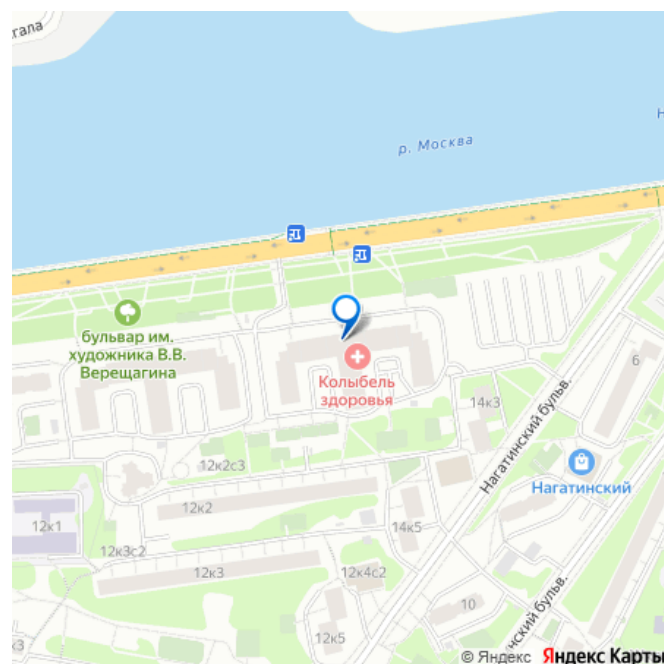 гала
р. Москва
Н
бульвар им.
художника В.В.
Верещагина
Колыбель
здоровья
14к3
6
Нагатинский бульв.
Нагатинский
12к2с3
12к2
12к1
14к5
12к3с2
12к3
12к4с2
10
12к5
нский бульв.
© Яндекс Яндекс Карты